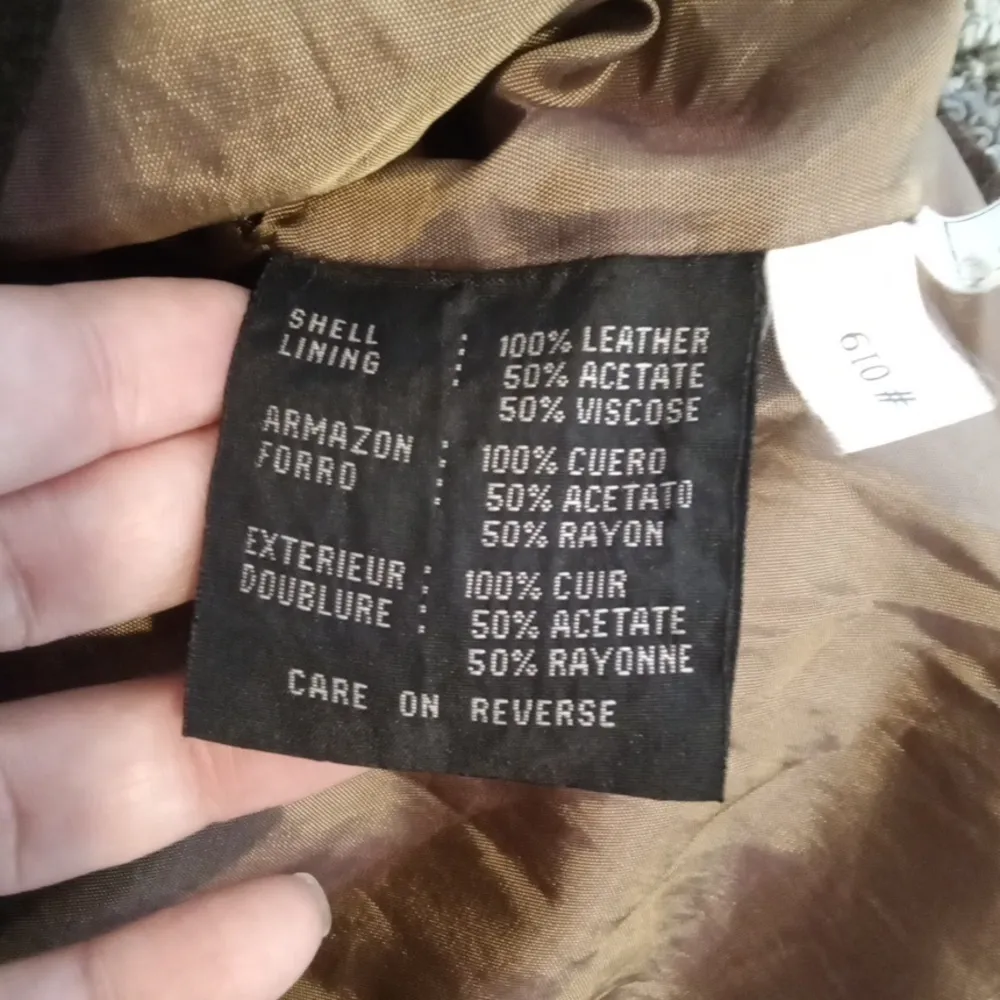 SHELL : 100% LEATHER
LINING : 50% ACETATE
50% VISCOSE
ARMAZON : 100% CUERO
FORRO : 50% ACETATO
50% RAYON
EXTERIEUR : 100% CUIR
DOUBLURE : 50% ACETATE
50% RAYONNE
CARE ON REVERSE
# 019